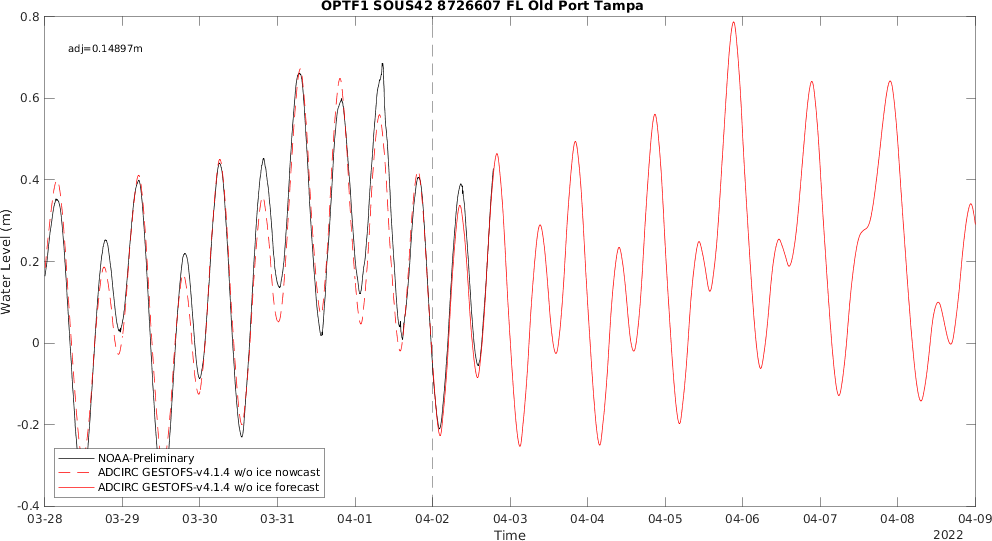 OPTF1 SOUS42 8726607 FL Old Port Tampa
0.8
adj=0.14897m
0.6
0.4
0.2
0
-0.2
-0.4
Water Level (m)
NOAA-Preliminary
ADCIRC GESTOFS-v4.1.4 w/o ice nowcast
ADCIRC GESTOFS-v4.1.4 w/o ice forecast
03-28 03-29 03-30 03-31 04-01 04-02 04-03 04-04 04-05 04-06 04-07 04-08 04-09
Time
2022